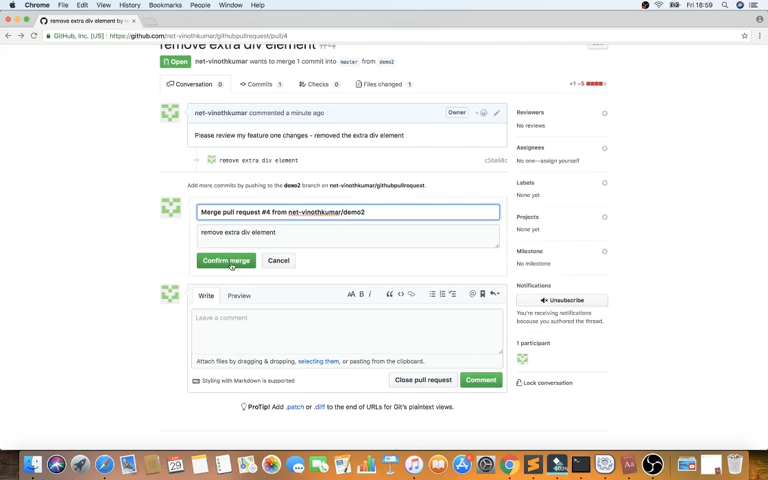 Chrome File Edit View History Bookmarks People Window Help
Fri 18:59
remove extra div element by n
GitHub, Inc. [US] https://github.com/net-vinothkumar/githubpullrequest/pull/4
remove extra div element #4
Open net-vinothkumar wants to merge 1 commit into master from demo2
Conversation 0 Commits 1 Checks 0 Files changed 1 +1 −5
net-vinothkumar commented a minute ago Owner
Please review my feature one changes - removed the extra div element
remove extra div element c5ba68c
Add more commits by pushing to the demo2 branch on net-vinothkumar/githubpullrequest.
Merge pull request #4 from net-vinothkumar/demo2
remove extra div element
Confirm merge Cancel
Write Preview
AA B i
Leave a comment
Attach files by dragging & dropping, selecting them, or pasting from the clipboard.
Styling with Markdown is supported
Close pull request Comment
ProTip! Add .patch or .diff to the end of URLs for Git's plaintext views.
Reviewers
No reviews
Assignees
No one—assign yourself
Labels
None yet
Projects
None yet
Milestone
No milestone
Notifications
Unsubscribe
You're receiving notifications
because you authored the thread.
1 participant
Lock conversation
29